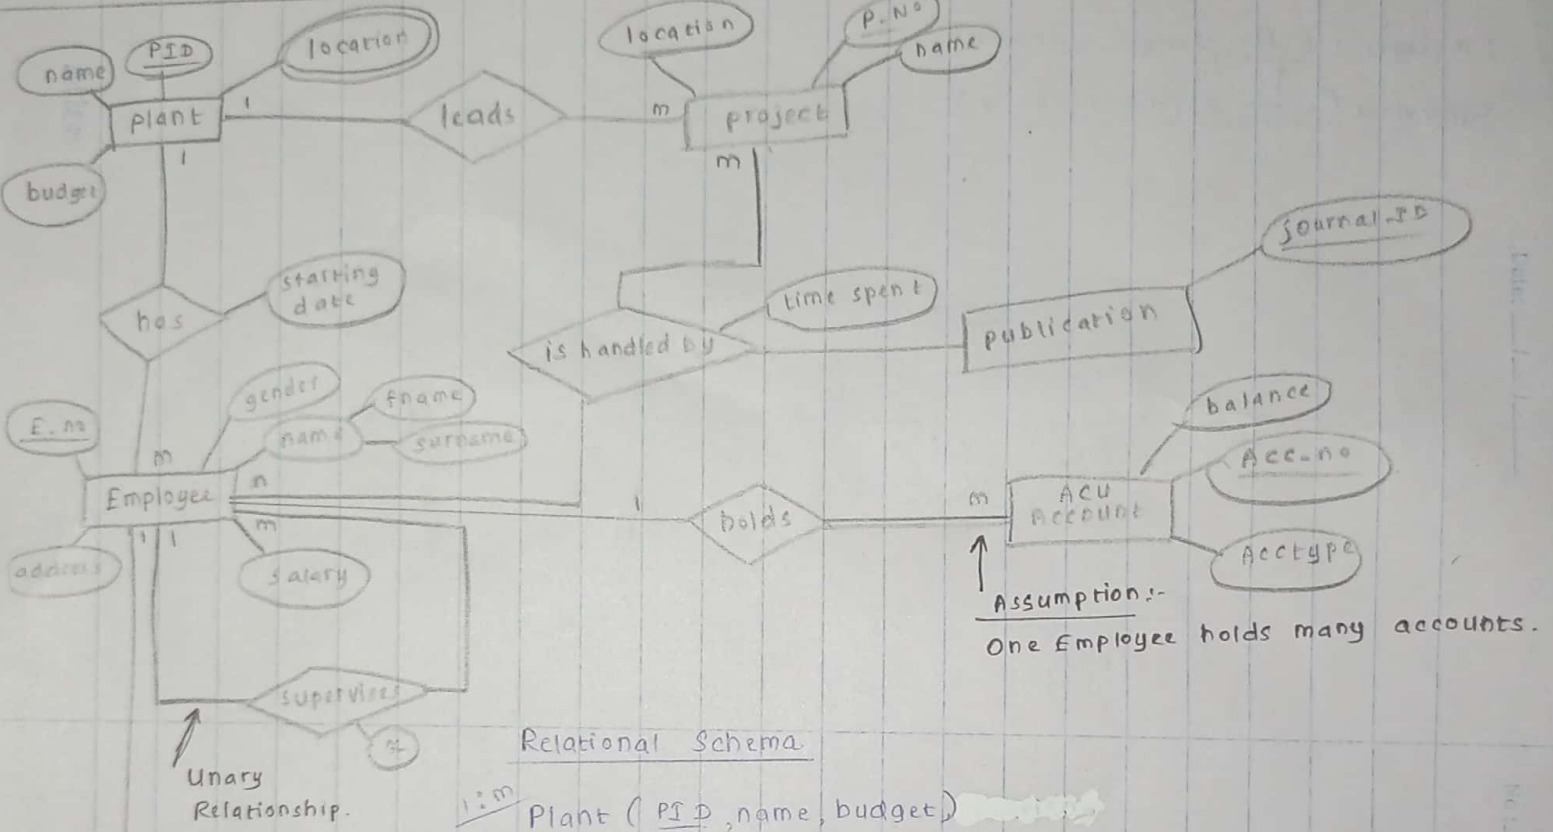 location
P.No
name
PID
location
name
plant
1
leads
m
project
budget
1
m
journal-ID
starting
date
has
time spent
is handled by
publication
gender
fname
balance
E.no
name
surname
Acc-no
m
Employee
n
1
holds
m
ACU
Account
m
1
1
address
salary
Acctype
Assumption:-
One Employee holds many accounts.
supervises
Relational Schema
Unary
Relationship.
1:m
Plant (PID, name, budget)